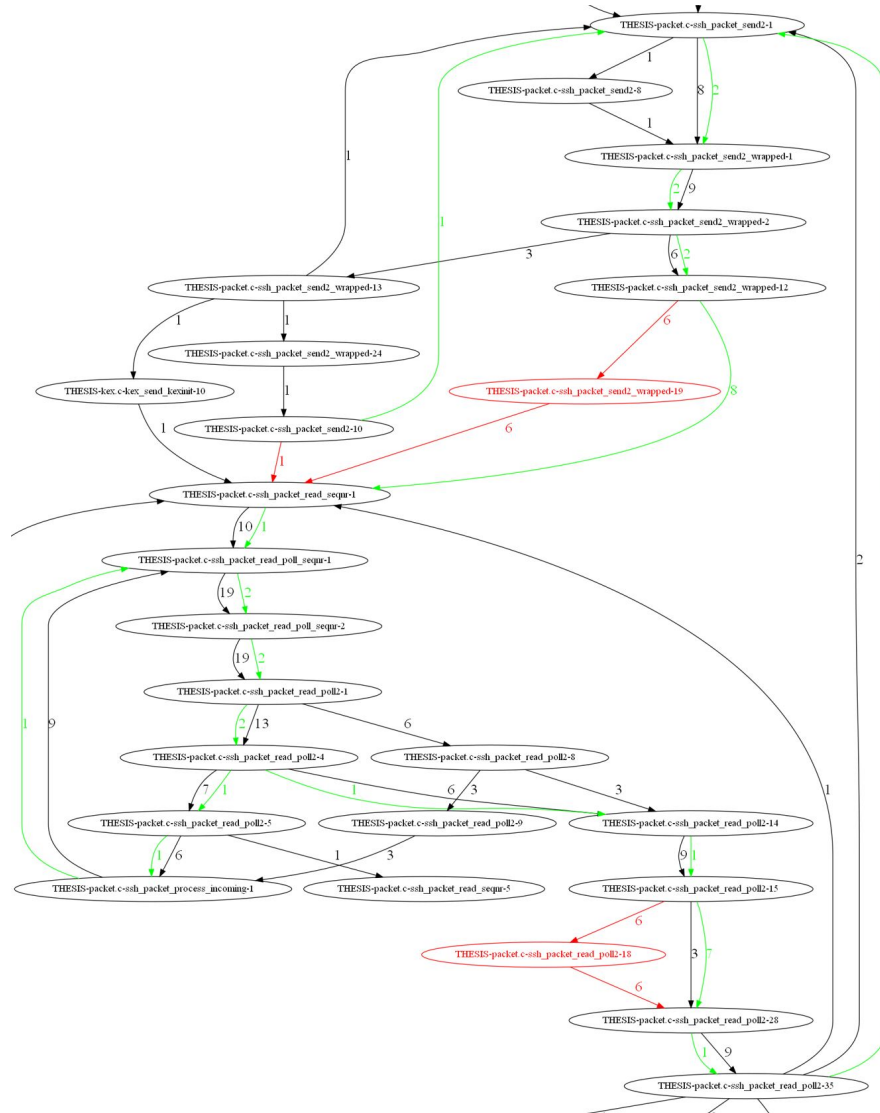 THESIS-packet.c-ssh_packet_send2-1
1
THESIS-packet.c-ssh_packet_send2-8
8
2
1
1
THESIS-packet.c-ssh_packet_send2_wrapped-1
2
9
1
THESIS-packet.c-ssh_packet_send2_wrapped-2
3
6
2
THESIS-packet.c-ssh_packet_send2_wrapped-13
THESIS-packet.c-ssh_packet_send2_wrapped-12
1
1
6
THESIS-packet.c-ssh_packet_send2_wrapped-24
THESIS-kex.c-kex_send_kexinit-10
1
THESIS-packet.c-ssh_packet_send2_wrapped-19
8
THESIS-packet.c-ssh_packet_send2-10
1
1
6
THESIS-packet.c-ssh_packet_read_seqnr-1
10
1
THESIS-packet.c-ssh_packet_read_poll_seqnr-1
2
19
2
THESIS-packet.c-ssh_packet_read_poll_seqnr-2
19
2
THESIS-packet.c-ssh_packet_read_poll2-1
1
9
2
13
6
THESIS-packet.c-ssh_packet_read_poll2-4
THESIS-packet.c-ssh_packet_read_poll2-8
1
7
1
6
1
3
3
THESIS-packet.c-ssh_packet_read_poll2-5
THESIS-packet.c-ssh_packet_read_poll2-9
THESIS-packet.c-ssh_packet_read_poll2-14
1
6
1
3
9
1
THESIS-packet.c-ssh_packet_process_incoming-1
THESIS-packet.c-ssh_packet_read_seqnr-5
THESIS-packet.c-ssh_packet_read_poll2-15
6
THESIS-packet.c-ssh_packet_read_poll2-18
3
7
6
THESIS-packet.c-ssh_packet_read_poll2-28
1
9
THESIS-packet.c-ssh_packet_read_poll2-35